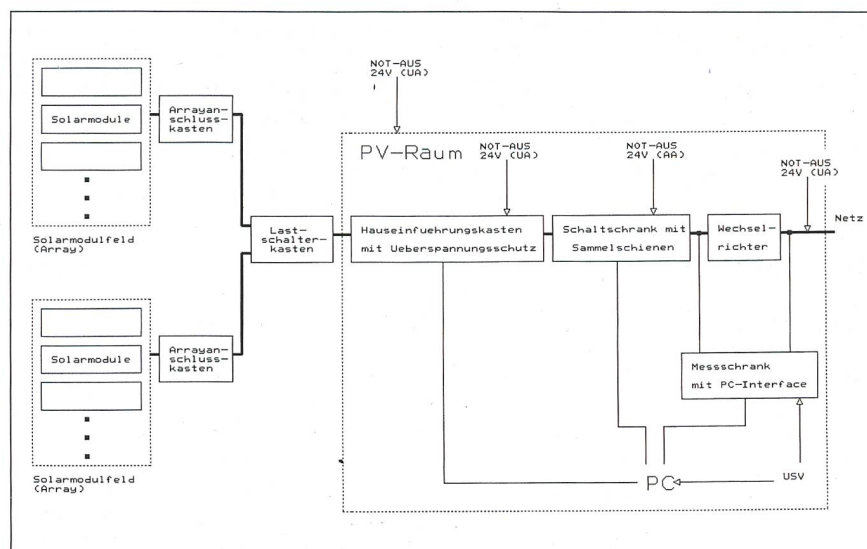 NOT-AUS
24V (UA)
Solarmodule
Arrayan-
schluss-
kasten
Solarmodulfeld
(Array)
PV-Raum
NOT-AUS
24V (UA)
NOT-AUS
24V (AA)
NOT-AUS
24V (UA)
Netz
Last-
schalter-
kasten
Hauseinfuehrungskasten
mit Ueberspannungsschutz
Schaltschrank mit
Sammelschienen
Wechsel-
richter
Solarmodule
Arrayan-
schluss-
kasten
Solarmodulfeld
(Array)
Messschrank
mit PC-Interface
PC
USV